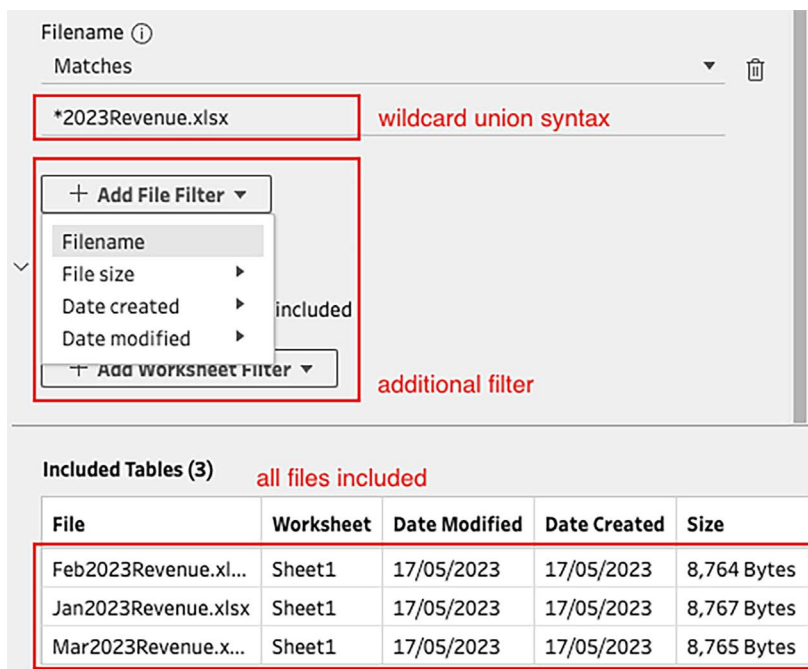 Filename ⓘ
Matches
*2023Revenue.xlsx wildcard union syntax
+ Add File Filter ▼
Filename
File size
Date created included
Date modified
+ Add Worksheet Filter ▼
additional filter
Included Tables (3) all files included
File Worksheet Date Modified Date Created Size
Feb2023Revenue.xl... Sheet1 17/05/2023 17/05/2023 8,764 Bytes
Jan2023Revenue.xlsx Sheet1 17/05/2023 17/05/2023 8,767 Bytes
Mar2023Revenue.x... Sheet1 17/05/2023 17/05/2023 8,765 Bytes